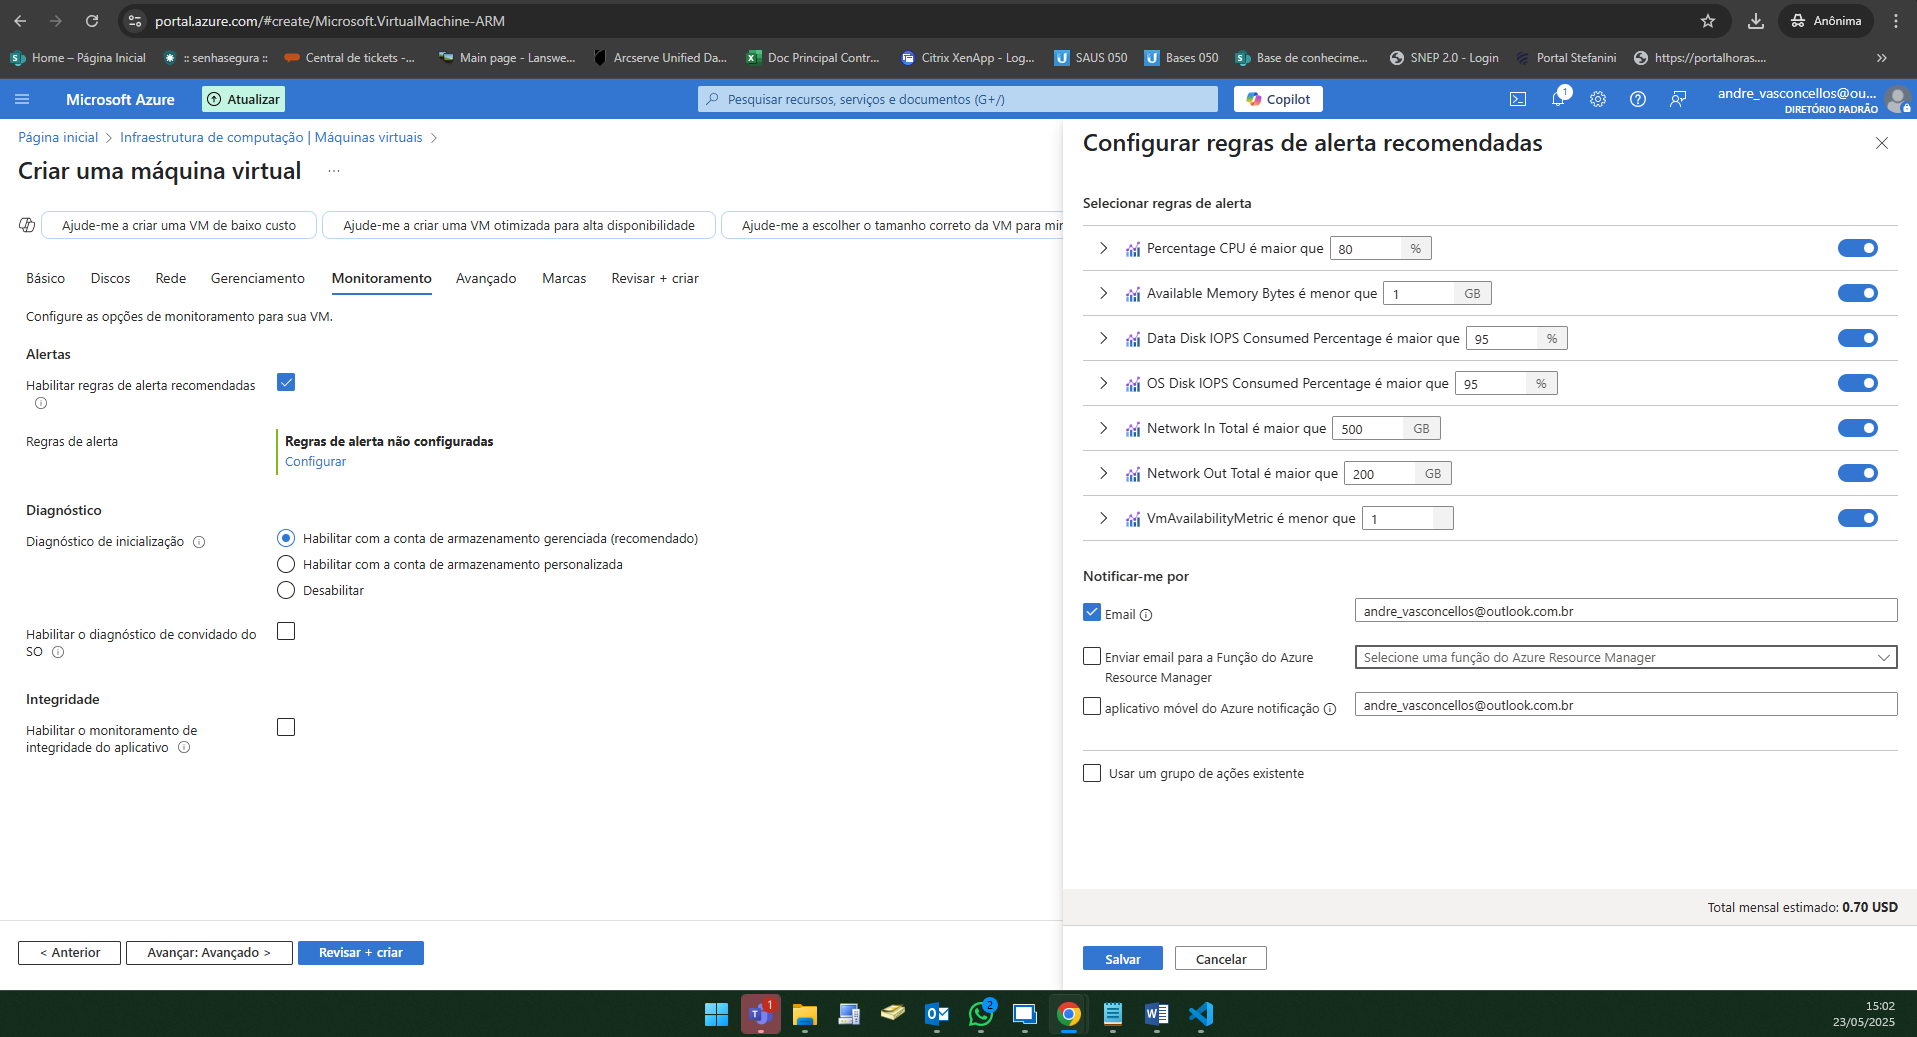 portal.azure.com/#create/Microsoft.VirtualMachine-ARM
Anônima
Home – Página Inicial
:: senhasegura ::
Central de tickets -...
Main page - Lanswe...
Arcserve Unified Da...
Doc Principal Contr...
Citrix XenApp - Log...
SAUS 050
Bases 050
Base de conhecime...
SNEP 2.0 - Login
Portal Stefanini
https://portalhoras....
Microsoft Azure
Atualizar
Pesquisar recursos, serviços e documentos (G+/)
Copilot
1
andre_vasconcellos@ou...
DIRETÓRIO PADRÃO
Página inicial > Infraestrutura de computação | Máquinas virtuais >
Criar uma máquina virtual ...
Ajude-me a criar uma VM de baixo custo
Ajude-me a criar uma VM otimizada para alta disponibilidade
Ajude-me a escolher o tamanho correto da VM para mir
Básico Discos Rede Gerenciamento Monitoramento Avançado Marcas Revisar + criar
Configure as opções de monitoramento para sua VM.
Alertas
Habilitar regras de alerta recomendadas
Regras de alerta
Regras de alerta não configuradas
Configurar
Diagnóstico
Diagnóstico de inicialização
Habilitar com a conta de armazenamento gerenciada (recomendado)
Habilitar com a conta de armazenamento personalizada
Desabilitar
Habilitar o diagnóstico de convidado do
SO
Integridade
Habilitar o monitoramento de
integridade do aplicativo
< Anterior
Avançar: Avançado >
Revisar + criar
Configurar regras de alerta recomendadas
Selecionar regras de alerta
Percentage CPU é maior que 80 %
Available Memory Bytes é menor que 1 GB
Data Disk IOPS Consumed Percentage é maior que 95 %
OS Disk IOPS Consumed Percentage é maior que 95 %
Network In Total é maior que 500 GB
Network Out Total é maior que 200 GB
VmAvailabilityMetric é menor que 1
Notificar-me por
Email
andre_vasconcellos@outlook.com.br
Enviar email para a Função do Azure
Resource Manager
Selecione uma função do Azure Resource Manager
aplicativo móvel do Azure notificação
andre_vasconcellos@outlook.com.br
Usar um grupo de ações existente
Total mensal estimado: 0.70 USD
Salvar
Cancelar
1
2
15:02
23/05/2025